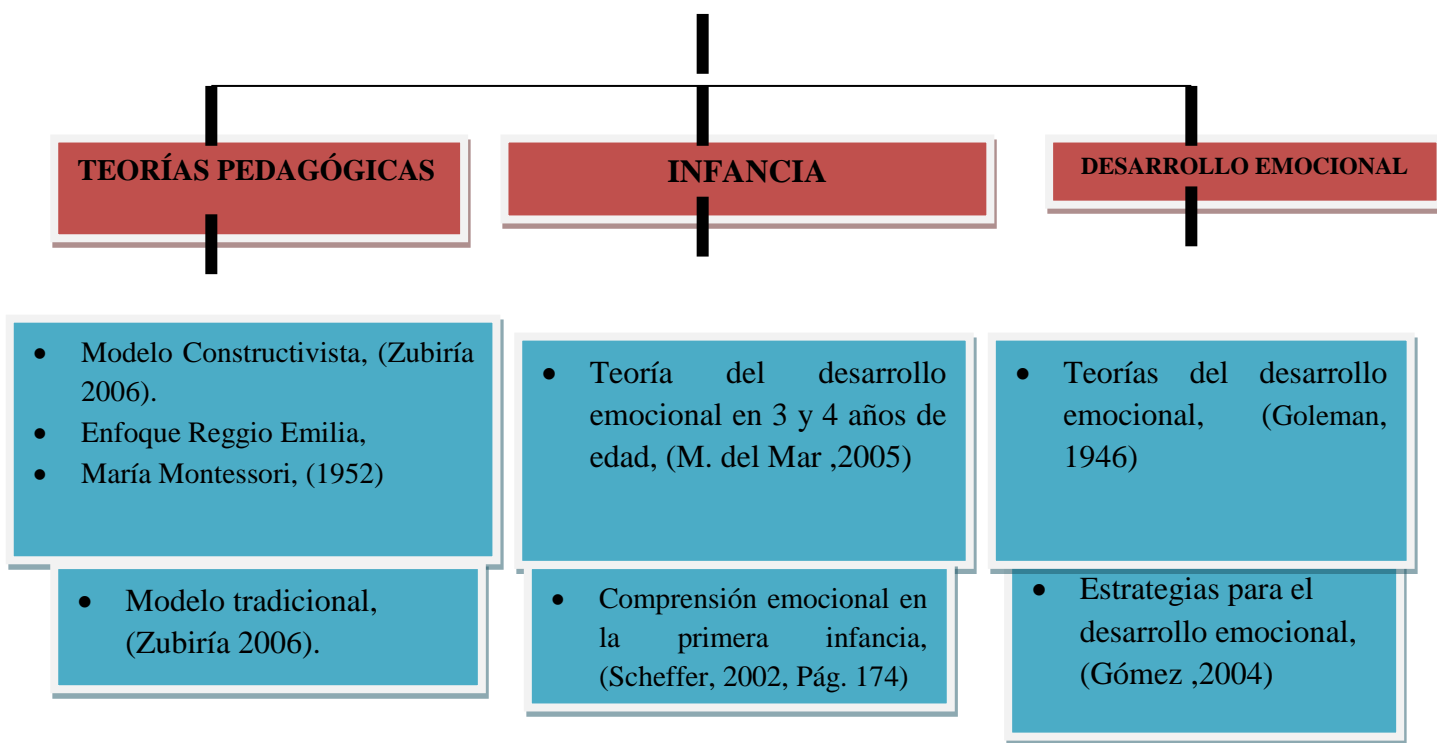 TEORÍAS PEDAGÓGICAS
INFANCIA
DESARROLLO EMOCIONAL
• Modelo Constructivista, (Zubiría
2006).
• Enfoque Reggio Emilia,
• María Montessori, (1952)
• Modelo tradicional,
(Zubiría 2006).
• Teoría del desarrollo
emocional en 3 y 4 años de
edad, (M. del Mar ,2005)
• Comprensión emocional en
la primera infancia,
(Scheffer, 2002, Pág. 174)
• Teorías del desarrollo
emocional, (Goleman,
1946)
• Estrategias para el
desarrollo emocional,
(Gómez ,2004)